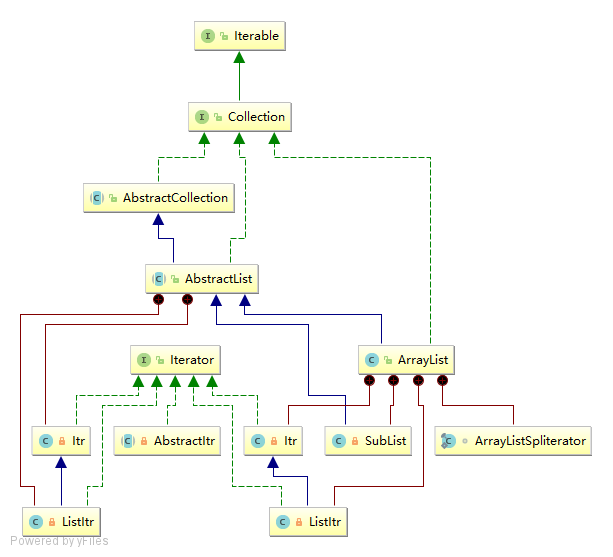 I Iterable
I Collection
C AbstractCollection
C AbstractList
I Iterator
C ArrayList
C Itr
C AbstractItr
C Itr
C SubList
C ArrayListSpliterator
C ListItr
C ListItr
Powered by yFiles